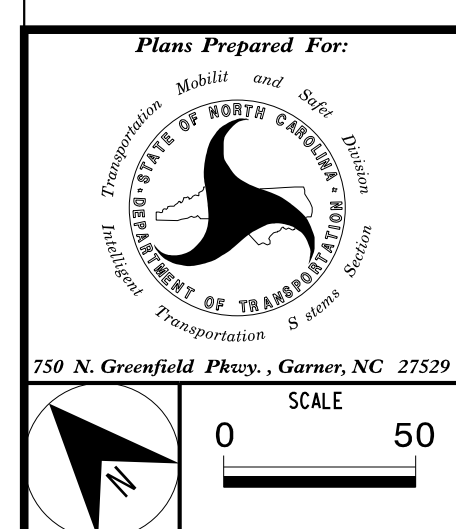 Plans Prepared For:
Transportation Mobilit and Safet Division
STATE OF NORTH CAROLINA
DEPARTMENT OF TRANSPORTATION
Intelligent Transportation S stems Section
750 N. Greenfield Pkwy. , Garner, NC 27529
SCALE
0 50
N